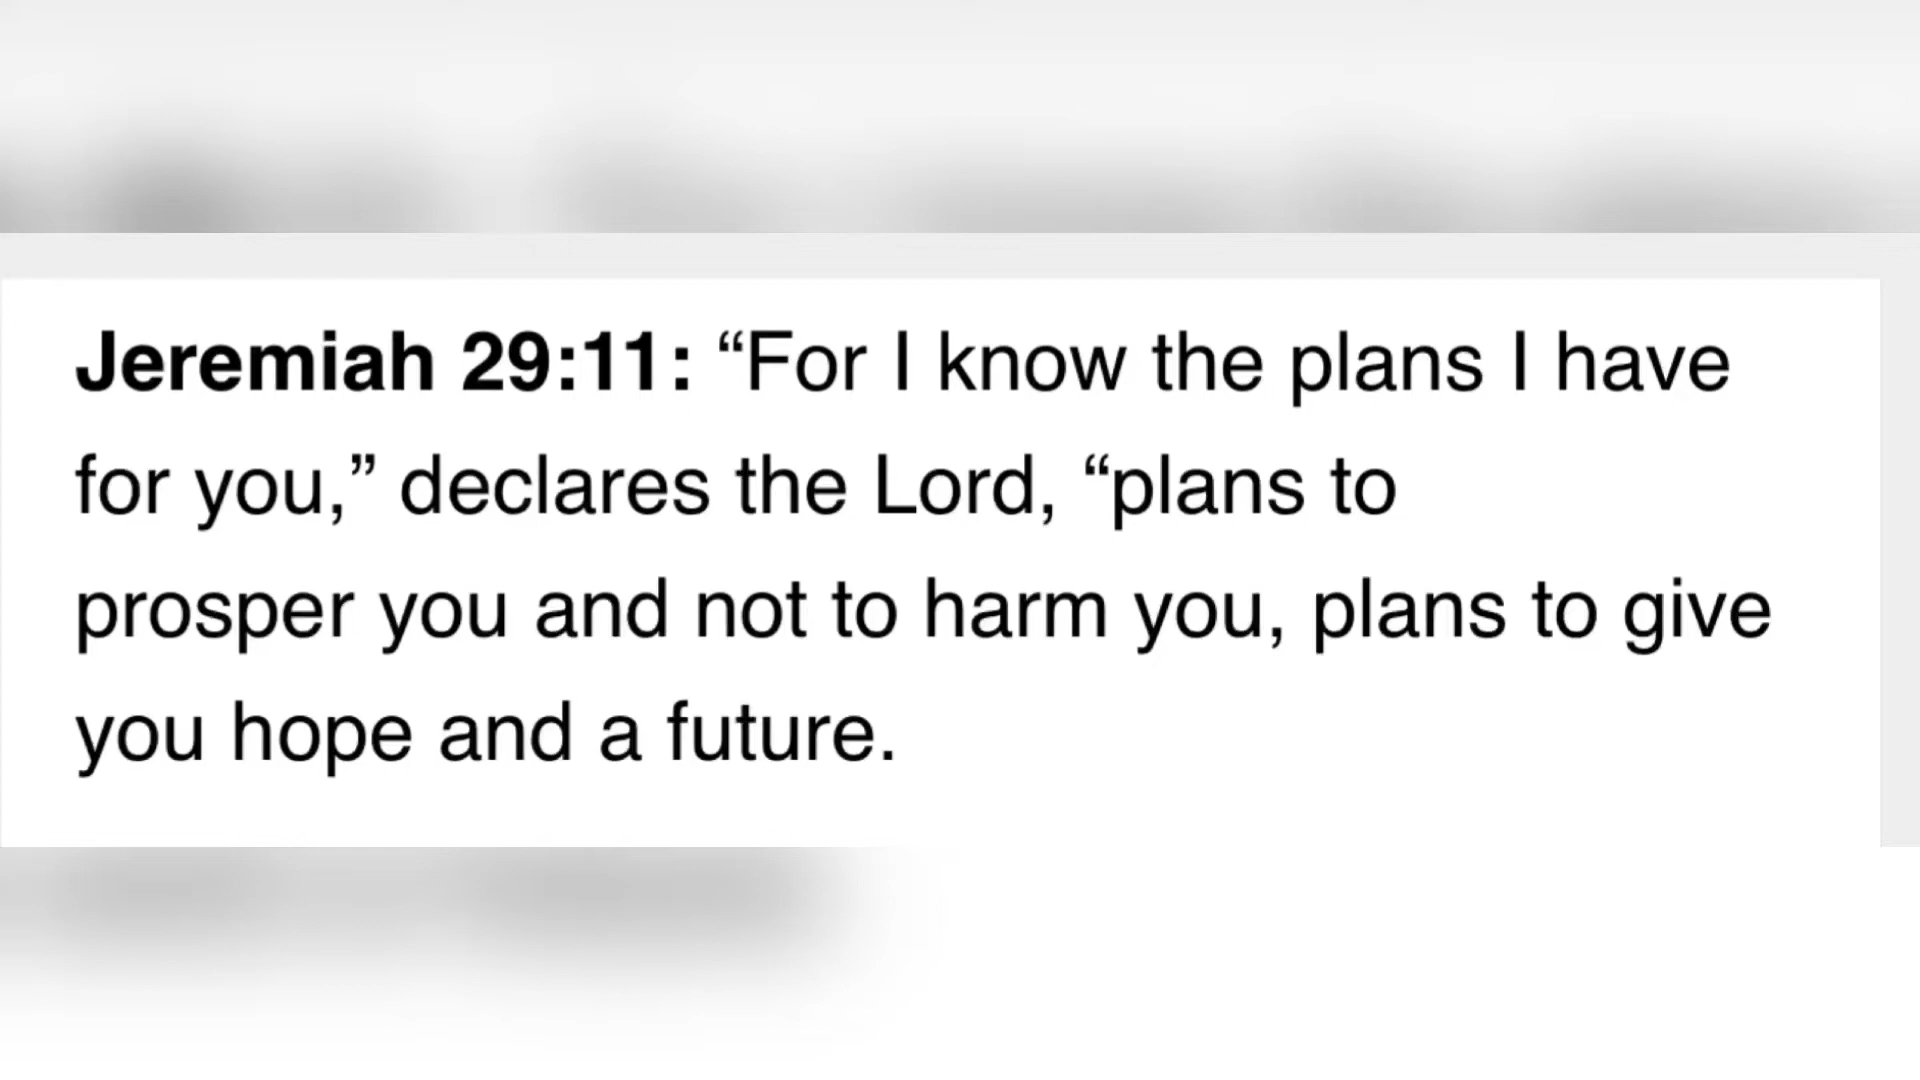 Jeremiah 29:11: “For I know the plans I have
for you,” declares the Lord, “plans to
prosper you and not to harm you, plans to give
you hope and a future.